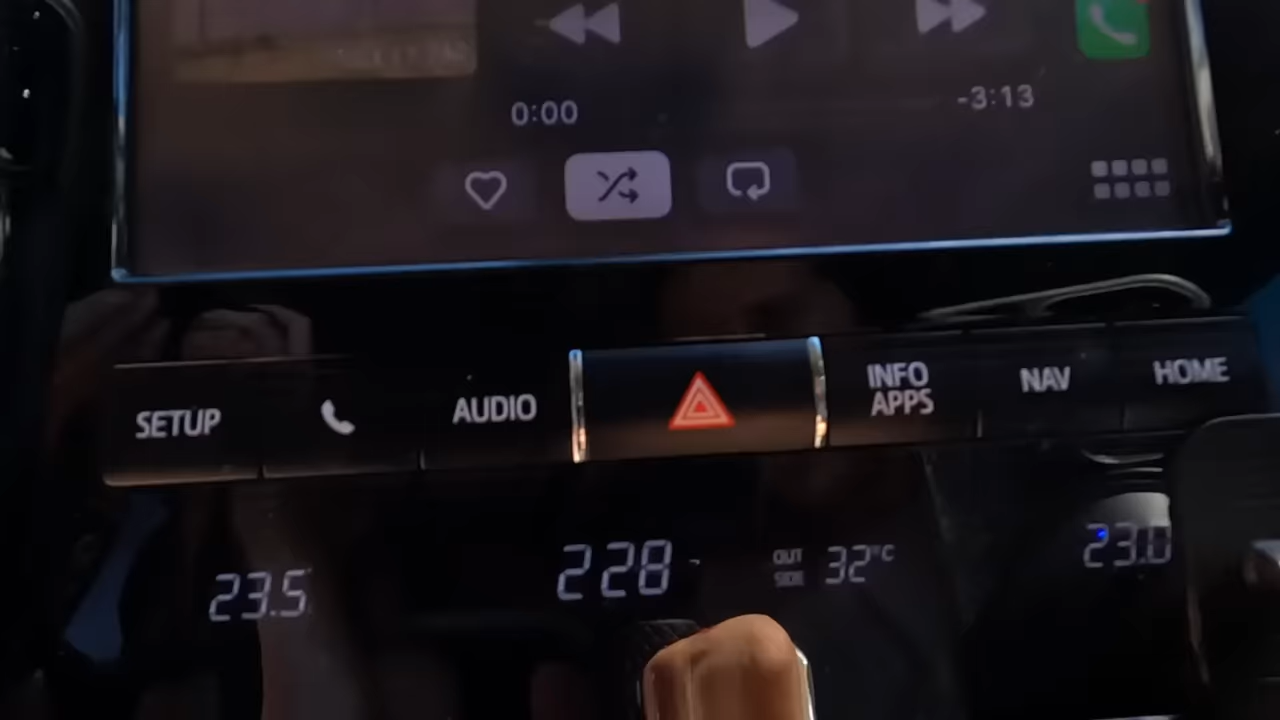 0:00
-3:13
SETUP
AUDIO
INFO
APPS
NAV
HOME
23.5
228
OUT
SIDE
32°C
23.0